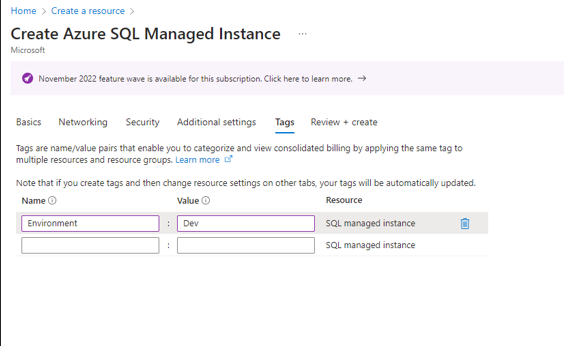 Home > Create a resource >
Create Azure SQL Managed Instance ...
Microsoft
November 2022 feature wave is available for this subscription. Click here to learn more. →
Basics Networking Security Additional settings Tags Review + create
Tags are name/value pairs that enable you to categorize and view consolidated billing by applying the same tag to
multiple resources and resource groups. Learn more
Note that if you create tags and then change resource settings on other tabs, your tags will be automatically updated.
Name Value Resource
Environment : Dev SQL managed instance
: SQL managed instance